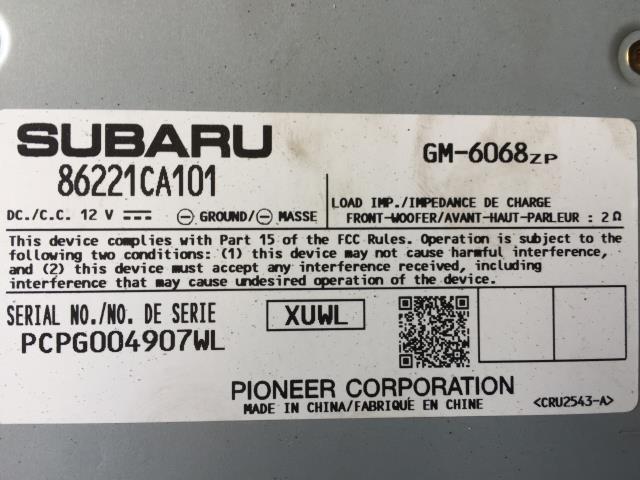 SUBARU
86221CA101
GM-6068ZP
DC./C.C. 12 V ⎓ ⊖ GROUND/⊖ MASSE
LOAD IMP./IMPEDANCE DE CHARGE
FRONT-WOOFER/AVANT-HAUT-PARLEUR : 2Ω
This device complies with Part 15 of the FCC Rules. Operation is subject to the
following two conditions: (1) this device may not cause harmful interference,
and (2) this device must accept any interference received, including
interference that may cause undesired operation of the device.
SERIAL NO./NO. DE SERIE
XUWL
PCPG004907WL
PIONEER CORPORATION
MADE IN CHINA/FABRIQUÉ EN CHINE
<CRU2543-A>